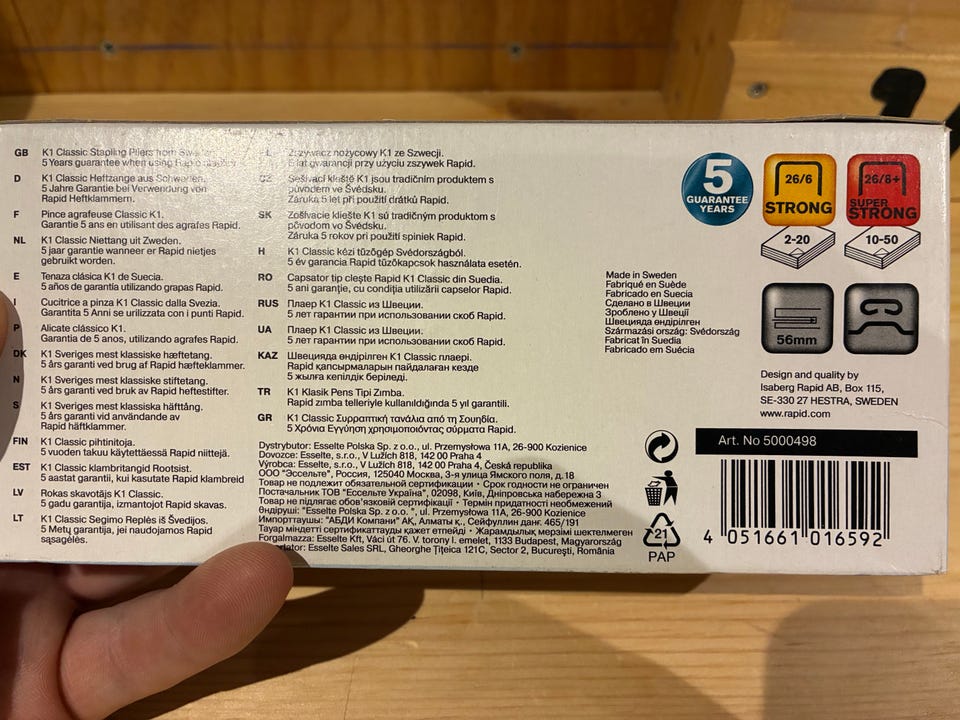 GB K1 Classic Stapling Pliers from
5 Years guarantee when using Rapid
D K1 Classic Heftzange aus Schweden.
5 Jahre Garantie bei Verwendung von
Rapid Heftklammern.
F Pince agrafeuse Classic K1.
Garantie 5 ans en utilisant des agrafes Rapid.
NL K1 Classic Niettang uit Zweden.
5 jaar garantie wanneer er Rapid nietjes
gebruikt worden.
E Tenaza clásica K1 de Suecia.
5 años de garantía utilizando grapas Rapid.
I Cucitrice a pinza K1 Classic dalla Svezia.
Garantita 5 Anni se urilizzata con i punti Rapid.
P Alicate clássico K1.
Garantia de 5 anos, utilizando agrafes Rapid.
DK K1 Sveriges mest klassiske hæftetang.
5 års garanti ved brug af Rapid hæfteklammer.
N K1 Sveriges mest klassiske stiftetang.
5 års garanti ved bruk av Rapid heftestifter.
S K1 Sveriges mest klassiska häfttång.
5 års garanti vid användande av
Rapid häftklammer.
FIN K1 Classic pihtinitoja.
5 vuoden takuu käytettäessä Rapid niittejä.
EST K1 Classic klambritangid Rootsist.
5 aastat garantii, kui kasutate Rapid klambreid
LV Rokas skavotājs K1 Classic.
5 gadu garantija, izmantojot Rapid skavas.
LT K1 Classic Segimo Replės iš Švedijos.
5 Metų garantija, jei naudojamos Rapid
sąsagėlės.
Zszywacz nożycowy K1 ze Szwecji.
lat gwarancji przy użyciu zszywek Rapid.
CZ Sešívací kleště K1 jsou tradičním produktem s
původem ve Švédsku.
Záruka 5 let při použití drátků Rapid.
SK Zošívacie kliešte K1 sú tradičným produktom s
pôvodom vo Švédsku.
Záruka 5 rokov pri použití spiniek Rapid.
H K1 Classic kézi tűzőgép Svédországból.
5 év garancia Rapid tűzőkapcsok használata esetén.
RO Capsator tip clește Rapid K1 Classic din Suedia.
5 ani garanție, cu condiția utilizării capselor Rapid.
RUS Плаер K1 Classic из Швеции.
5 лет гарантии при использовании скоб Rapid.
UA Плаер K1 Classic из Швеции.
5 лет гарантии при использовании скоб Rapid.
KAZ Швецияда өндірілген K1 Classic плаері.
Rapid қапсырмаларын пайдалаған кезде
5 жылға кепілдік беріледі.
TR K1 Klasik Pens Tipi Zımba.
Rapid zımba telleriyle kullanıldığında 5 yıl garantili.
GR K1 Classic Συρραπτική τανάλια από τη Σουηδία.
5 Χρόνια Εγγύηση χρησιμοποιόντας σύρματα Rapid.
Dystrybutor: Esselte Polska Sp. z o.o., ul. Przemysłowa 11A, 26-900 Kozienice
Dovozce: Esselte, s.r.o., V Lužích 818, 142 00 Praha 4
Výrobca: Esselte, s.r.o., V Lužích 818, 142 00 Praha 4, Česká republika
ООО "Эссельте", Россия, 125040 Москва, 3-я улица Ямского поля, д.18
Товар не подлежит обязательной сертификации • Срок годности не ограничен
Постачальник ТОВ "Ессельте Україна", 02098, Київ, Дніпровська набережна 3
Товар не підлягає обов'язковой сертифікації • Термін придатності необмежений
Өндіруші: "Esselte Polska Sp. z o.o. ", ul. Przemysłowa 11A, 26-900 Kozienice
Импорттаушы: "АБДИ Компани" АҚ, Алматы қ., Сейфуллин данг. 465/191
Тауар міндетті сертификаттауды қажет етпейді • Жарамдылық мерзімі шектелмеген
Forgalmazza: Esselte Kft, Váci út 76. V. torony I. emelet, 1133 Budapest, Magyarország
Esselte Sales SRL, Gheorghe Țițeica 121C, Sector 2, București, România
5
GUARANTEE
YEARS
26/6
STRONG
2-20
26/8+
SUPER
STRONG
10-50
Made in Sweden
Fabriqué en Suède
Fabricado en Suecia
Сделано в Швеции
Зроблено у Швеції
Швецияда өндірілген
Származási ország: Svédország
Fabricat în Suedia
Fabricado em Suécia
56mm
Design and quality by
Isaberg Rapid AB, Box 115,
SE-330 27 HESTRA, SWEDEN
www.rapid.com
Art. No 5000498
21
PAP
4 051661 016592